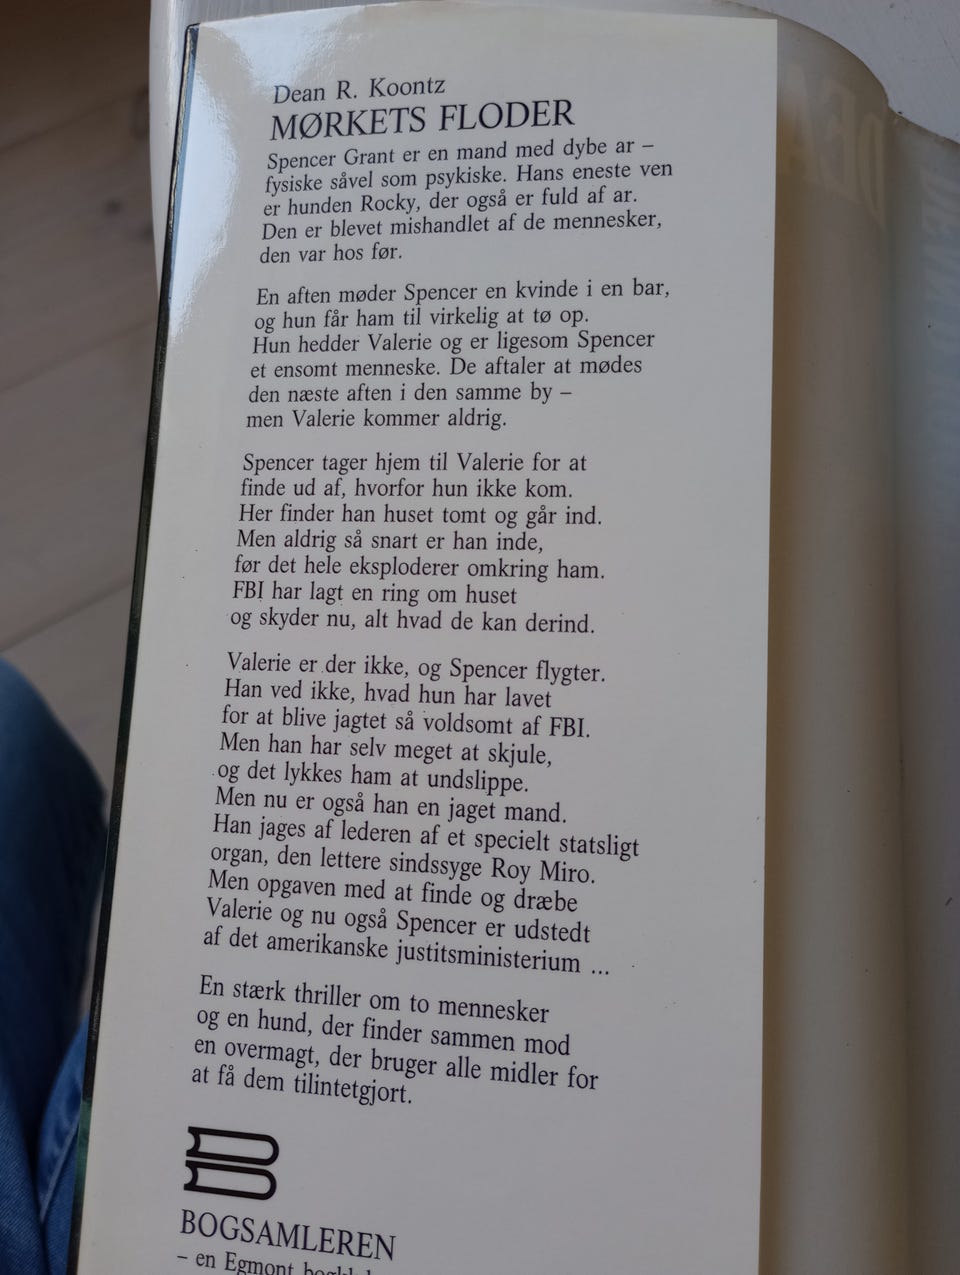 Dean R. Koontz
MØRKETS FLODER
Spencer Grant er en mand med dybe ar –
fysiske såvel som psykiske. Hans eneste ven
er hunden Rocky, der også er fuld af ar.
Den er blevet mishandlet af de mennesker,
den var hos før.
En aften møder Spencer en kvinde i en bar,
og hun får ham til virkelig at tø op.
Hun hedder Valerie og er ligesom Spencer
et ensomt menneske. De aftaler at mødes
den næste aften i den samme by –
men Valerie kommer aldrig.
Spencer tager hjem til Valerie for at
finde ud af, hvorfor hun ikke kom.
Her finder han huset tomt og går ind.
Men aldrig så snart er han inde,
før det hele eksploderer omkring ham.
FBI har lagt en ring om huset
og skyder nu, alt hvad de kan derind.
Valerie er der ikke, og Spencer flygter.
Han ved ikke, hvad hun har lavet
for at blive jagtet så voldsomt af FBI.
Men han har selv meget at skjule,
og det lykkes ham at undslippe.
Men nu er også han en jaget mand.
Han jages af lederen af et specielt statsligt
organ, den lettere sindssyge Roy Miro.
Men opgaven med at finde og dræbe
Valerie og nu også Spencer er udstedt
af det amerikanske justitsministerium ...
En stærk thriller om to mennesker
og en hund, der finder sammen mod
en overmagt, der bruger alle midler for
at få dem tilintetgjort.
BOGSAMLEREN
– en Egmont